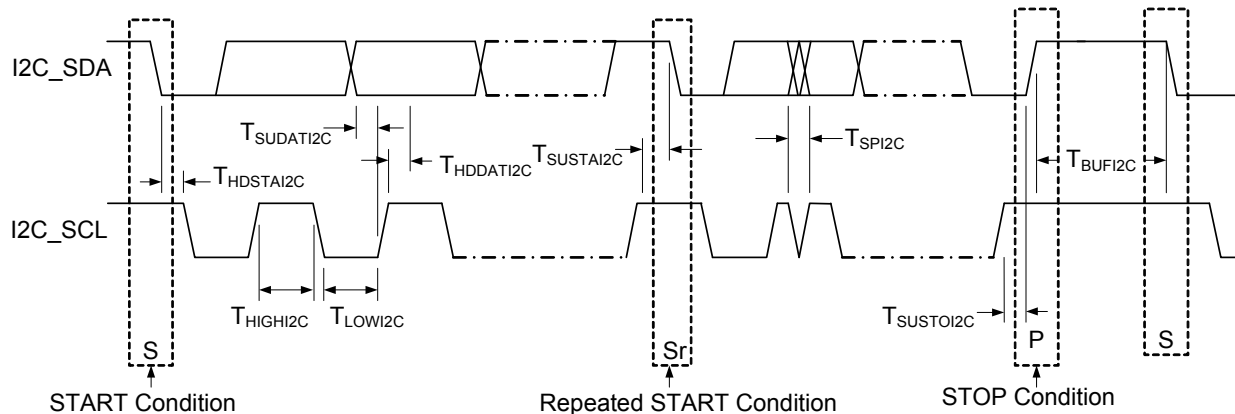 I2C_SDA
T_SUDATI2C
T_HDSTAI2C
T_HDDATI2C
T_SUSTAI2C
T_SPI2C
T_BUFI2C
I2C_SCL
T_HIGHI2C
T_LOWI2C
T_SUSTOI2C
S
Sr
P
S
START Condition
Repeated START Condition
STOP Condition